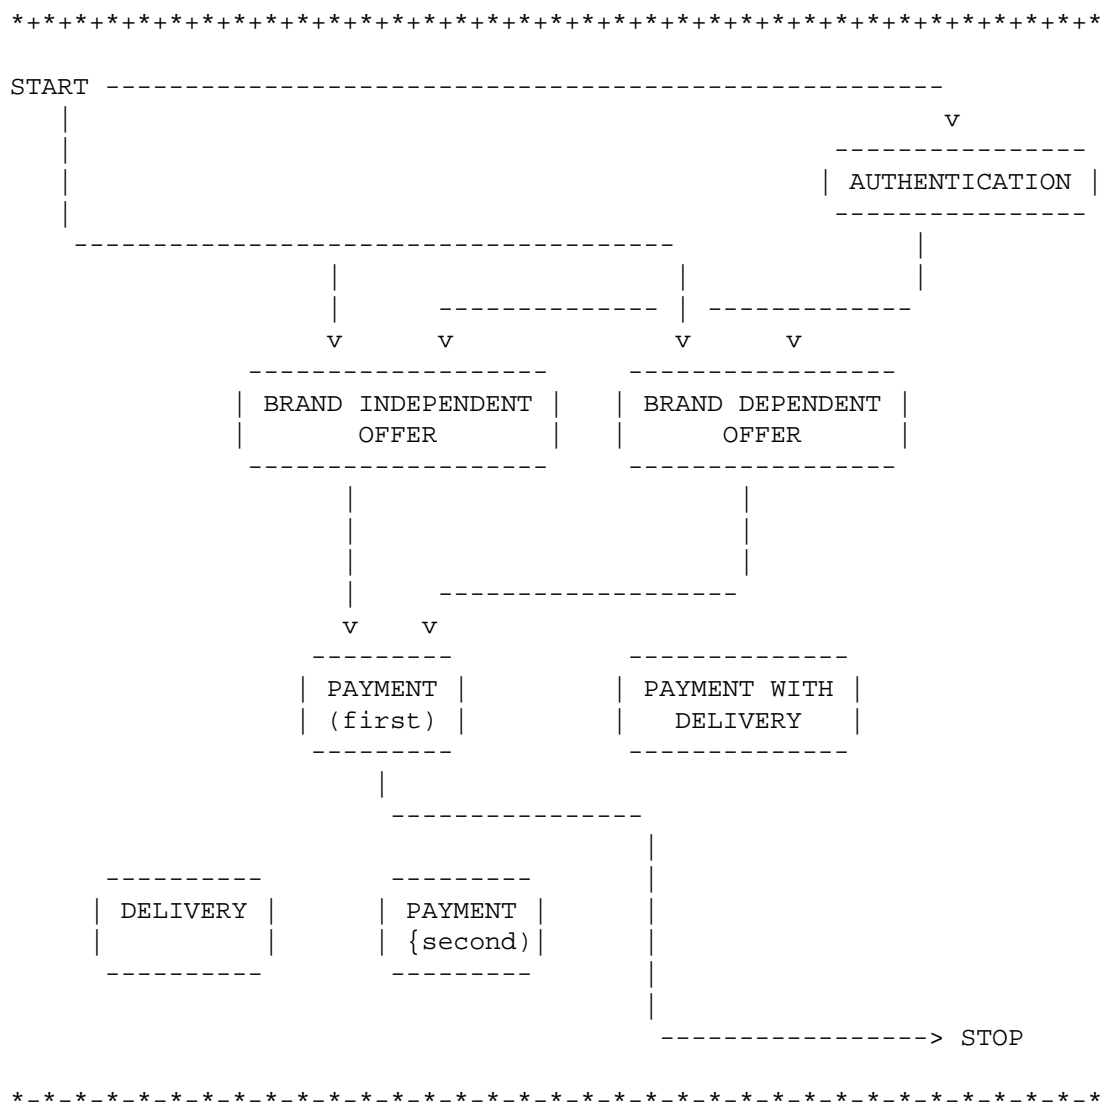 START
v
AUTHENTICATION
v v v v
BRAND INDEPENDENT BRAND DEPENDENT
OFFER OFFER
v v
PAYMENT PAYMENT WITH
(first) DELIVERY
DELIVERY PAYMENT
{second)
STOP